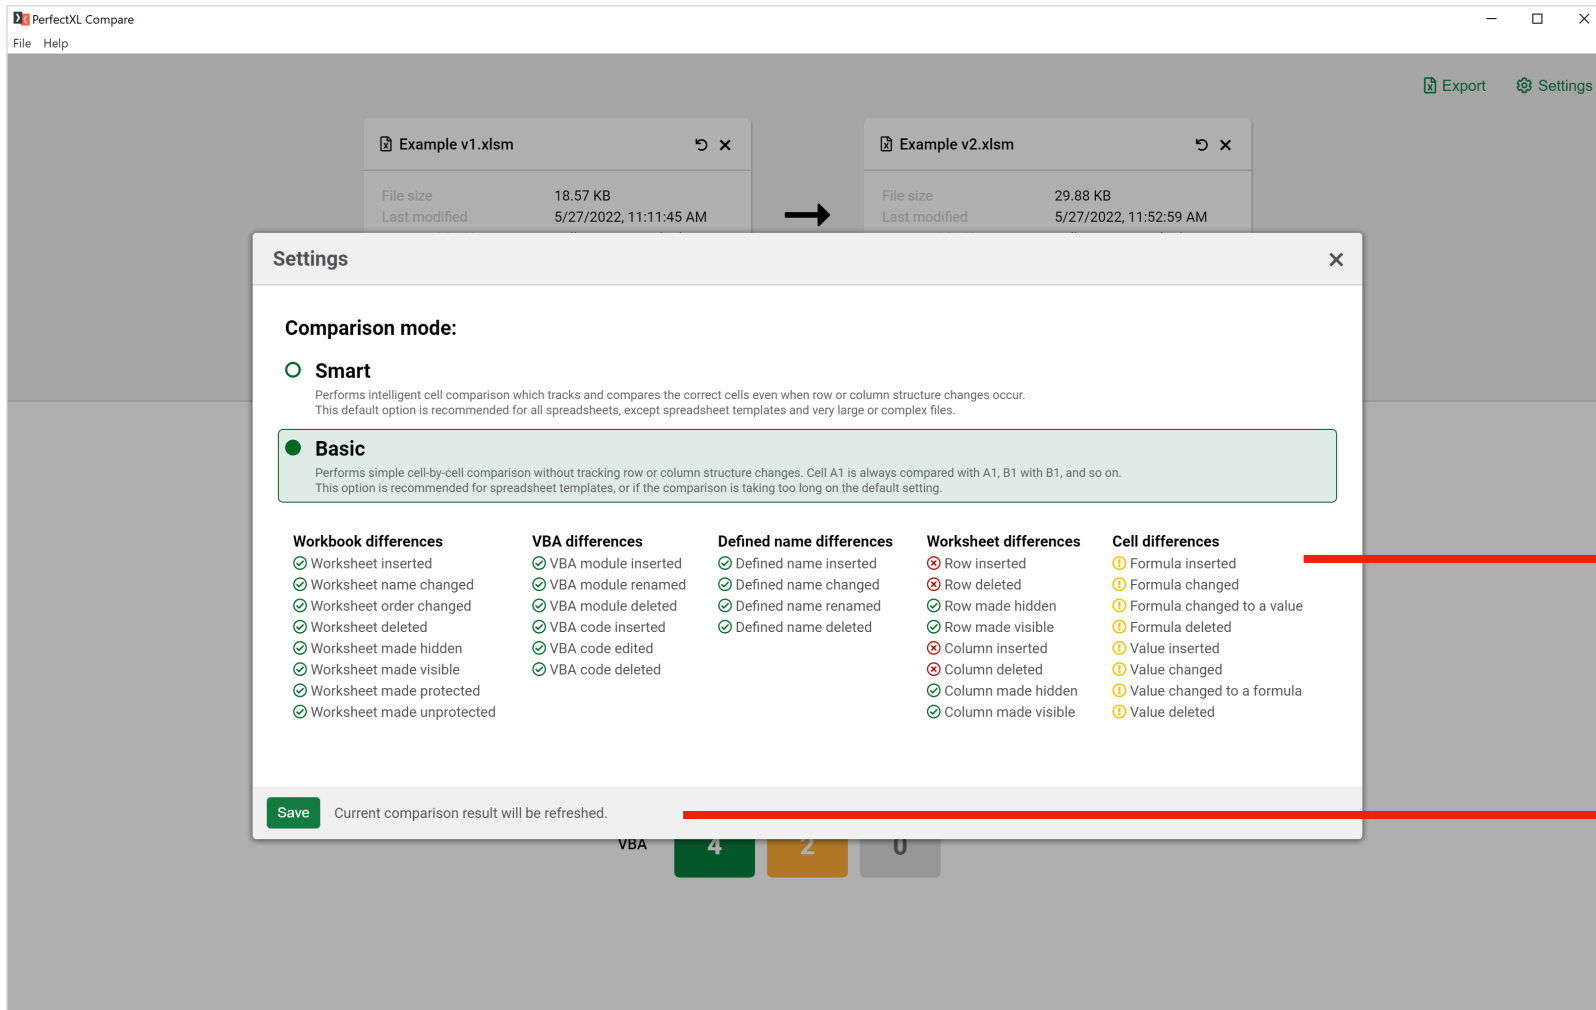 PerfectXL Compare
File Help
Export Settings
Example v1.xlsm
File size 18.57 KB
Last modified 5/27/2022, 11:11:45 AM
Example v2.xlsm
File size 29.88 KB
Last modified 5/27/2022, 11:52:59 AM
Settings
Comparison mode:
Smart
Performs intelligent cell comparison which tracks and compares the correct cells even when row or column structure changes occur.
This default option is recommended for all spreadsheets, except spreadsheet templates and very large or complex files.
Basic
Performs simple cell-by-cell comparison without tracking row or column structure changes. Cell A1 is always compared with A1, B1 with B1, and so on.
This option is recommended for spreadsheet templates, or if the comparison is taking too long on the default setting.
Workbook differences
Worksheet inserted
Worksheet name changed
Worksheet order changed
Worksheet deleted
Worksheet made hidden
Worksheet made visible
Worksheet made protected
Worksheet made unprotected
VBA differences
VBA module inserted
VBA module renamed
VBA module deleted
VBA code inserted
VBA code edited
VBA code deleted
Defined name differences
Defined name inserted
Defined name changed
Defined name renamed
Defined name deleted
Worksheet differences
Row inserted
Row deleted
Row made hidden
Row made visible
Column inserted
Column deleted
Column made hidden
Column made visible
Cell differences
Formula inserted
Formula changed
Formula changed to a value
Formula deleted
Value inserted
Value changed
Value changed to a formula
Value deleted
Save Current comparison result will be refreshed.
VBA 4 2 0